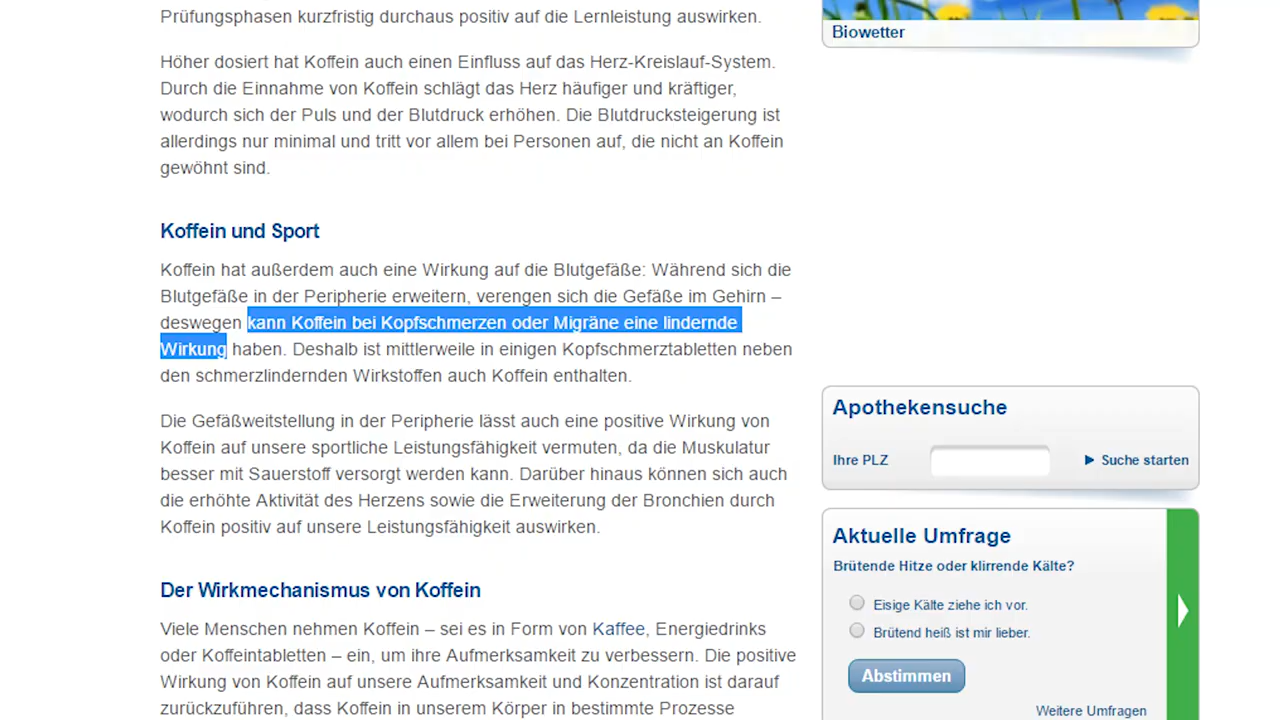 Prüfungsphasen kurzfristig durchaus positiv auf die Lernleistung auswirken.
Höher dosiert hat Koffein auch einen Einfluss auf das Herz-Kreislauf-System.
Durch die Einnahme von Koffein schlägt das Herz häufiger und kräftiger,
wodurch sich der Puls und der Blutdruck erhöhen. Die Blutdrucksteigerung ist
allerdings nur minimal und tritt vor allem bei Personen auf, die nicht an Koffein
gewöhnt sind.
Koffein und Sport
Koffein hat außerdem auch eine Wirkung auf die Blutgefäße: Während sich die
Blutgefäße in der Peripherie erweitern, verengen sich die Gefäße im Gehirn –
deswegen kann Koffein bei Kopfschmerzen oder Migräne eine lindernde
Wirkung haben. Deshalb ist mittlerweile in einigen Kopfschmerztabletten neben
den schmerzlindernden Wirkstoffen auch Koffein enthalten.
Die Gefäßweitstellung in der Peripherie lässt auch eine positive Wirkung von
Koffein auf unsere sportliche Leistungsfähigkeit vermuten, da die Muskulatur
besser mit Sauerstoff versorgt werden kann. Darüber hinaus können sich auch
die erhöhte Aktivität des Herzens sowie die Erweiterung der Bronchien durch
Koffein positiv auf unsere Leistungsfähigkeit auswirken.
Der Wirkmechanismus von Koffein
Viele Menschen nehmen Koffein – sei es in Form von Kaffee, Energiedrinks
oder Koffeintabletten – ein, um ihre Aufmerksamkeit zu verbessern. Die positive
Wirkung von Koffein auf unsere Aufmerksamkeit und Konzentration ist darauf
zurückzuführen, dass Koffein in unserem Körper in bestimmte Prozesse
Biowetter
Apothekensuche
Ihre PLZ
Suche starten
Aktuelle Umfrage
Brütende Hitze oder klirrende Kälte?
Eisige Kälte ziehe ich vor.
Brütend heiß ist mir lieber.
Abstimmen
Weitere Umfragen